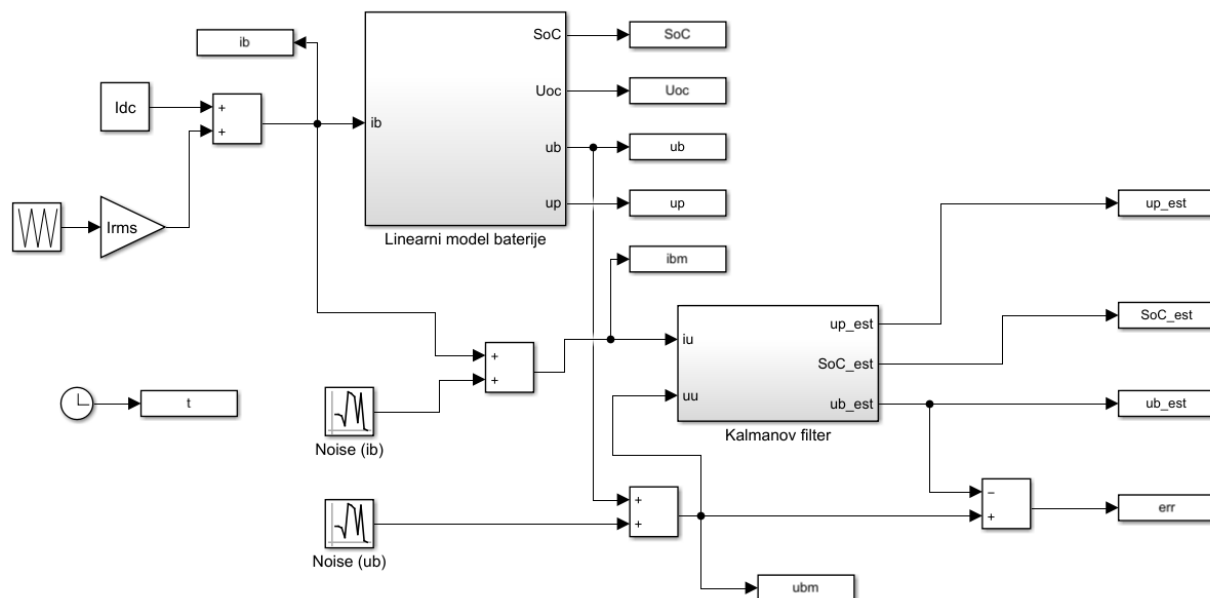 ib
SoC
SoC
Uoc
Uoc
Idc
+
+
ib
ub
ub
up
up
up_est
Irms
Linearni model baterije
ibm
up_est
SoC_est
iu
SoC_est
+
+
uu
ub_est
ub_est
t
Kalmanov filter
Noise (ib)
+
+
−
+
err
Noise (ub)
ubm